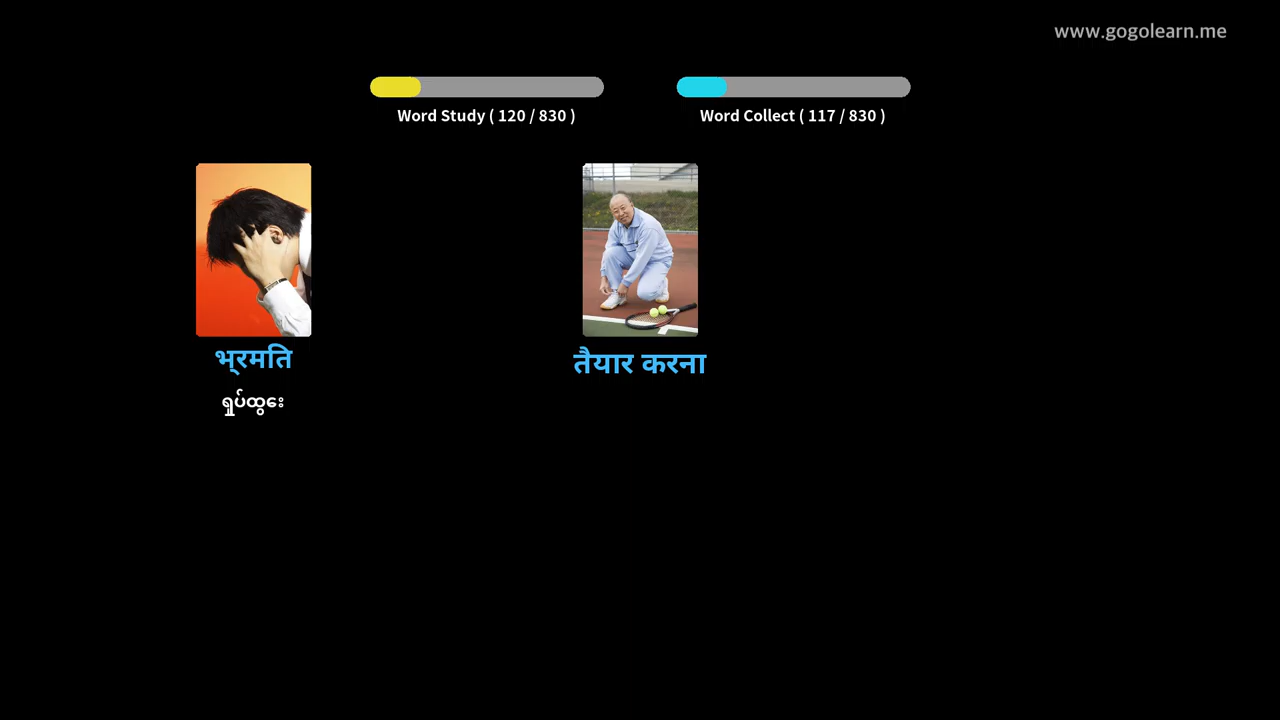 www.gogolearn.me
Word Study ( 120 / 830 )
Word Collect ( 117 / 830 )
भ्रमति
ရှုပ်ထွေး
तैयार करना